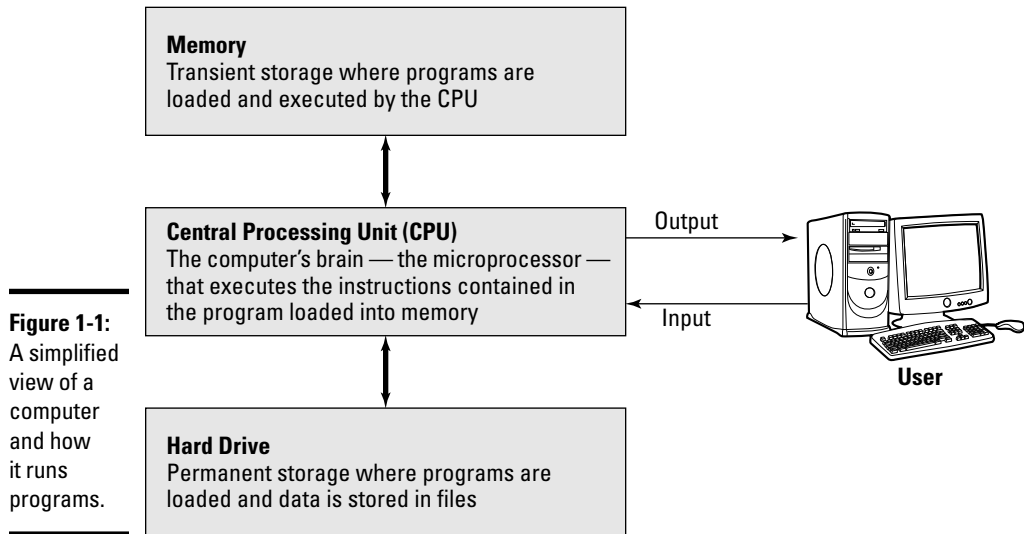 Memory
Transient storage where programs are
loaded and executed by the CPU
Central Processing Unit (CPU)
The computer's brain — the microprocessor —
that executes the instructions contained in
the program loaded into memory
Output
Input
User
Hard Drive
Permanent storage where programs are
loaded and data is stored in files
Figure 1-1:
A simplified
view of a
computer
and how
it runs
programs.